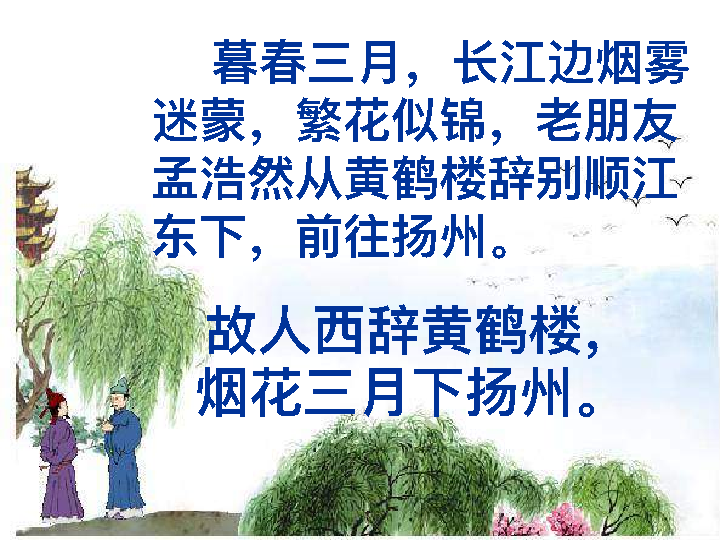 暮春三月，长江边烟雾
迷蒙，繁花似锦，老朋友
孟浩然从黄鹤楼辞别顺江
东下，前往扬州。
故人西辞黄鹤楼，
烟花三月下扬州。